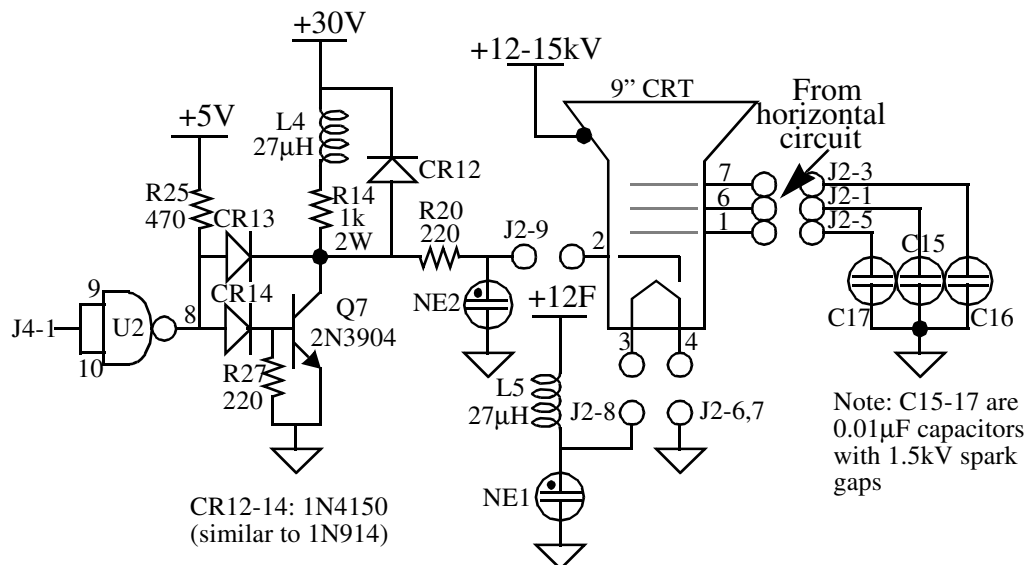 +30V
+12-15kV
9” CRT
From
horizontal
circuit
+5V
L4
27µH
CR12
R25
470
CR13
R14
1k
2W
R20
220
J2-9
2
7
6
1
J2-3
J2-1
J2-5
9
8
J4-1
U2
10
CR14
Q7
2N3904
NE2
+12F
C15
C17
C16
R27
220
3
4
L5
27µH
J2-8
J2-6,7
NE1
Note: C15-17 are
0.01µF capacitors
with 1.5kV spark
gaps
CR12-14: 1N4150
(similar to 1N914)